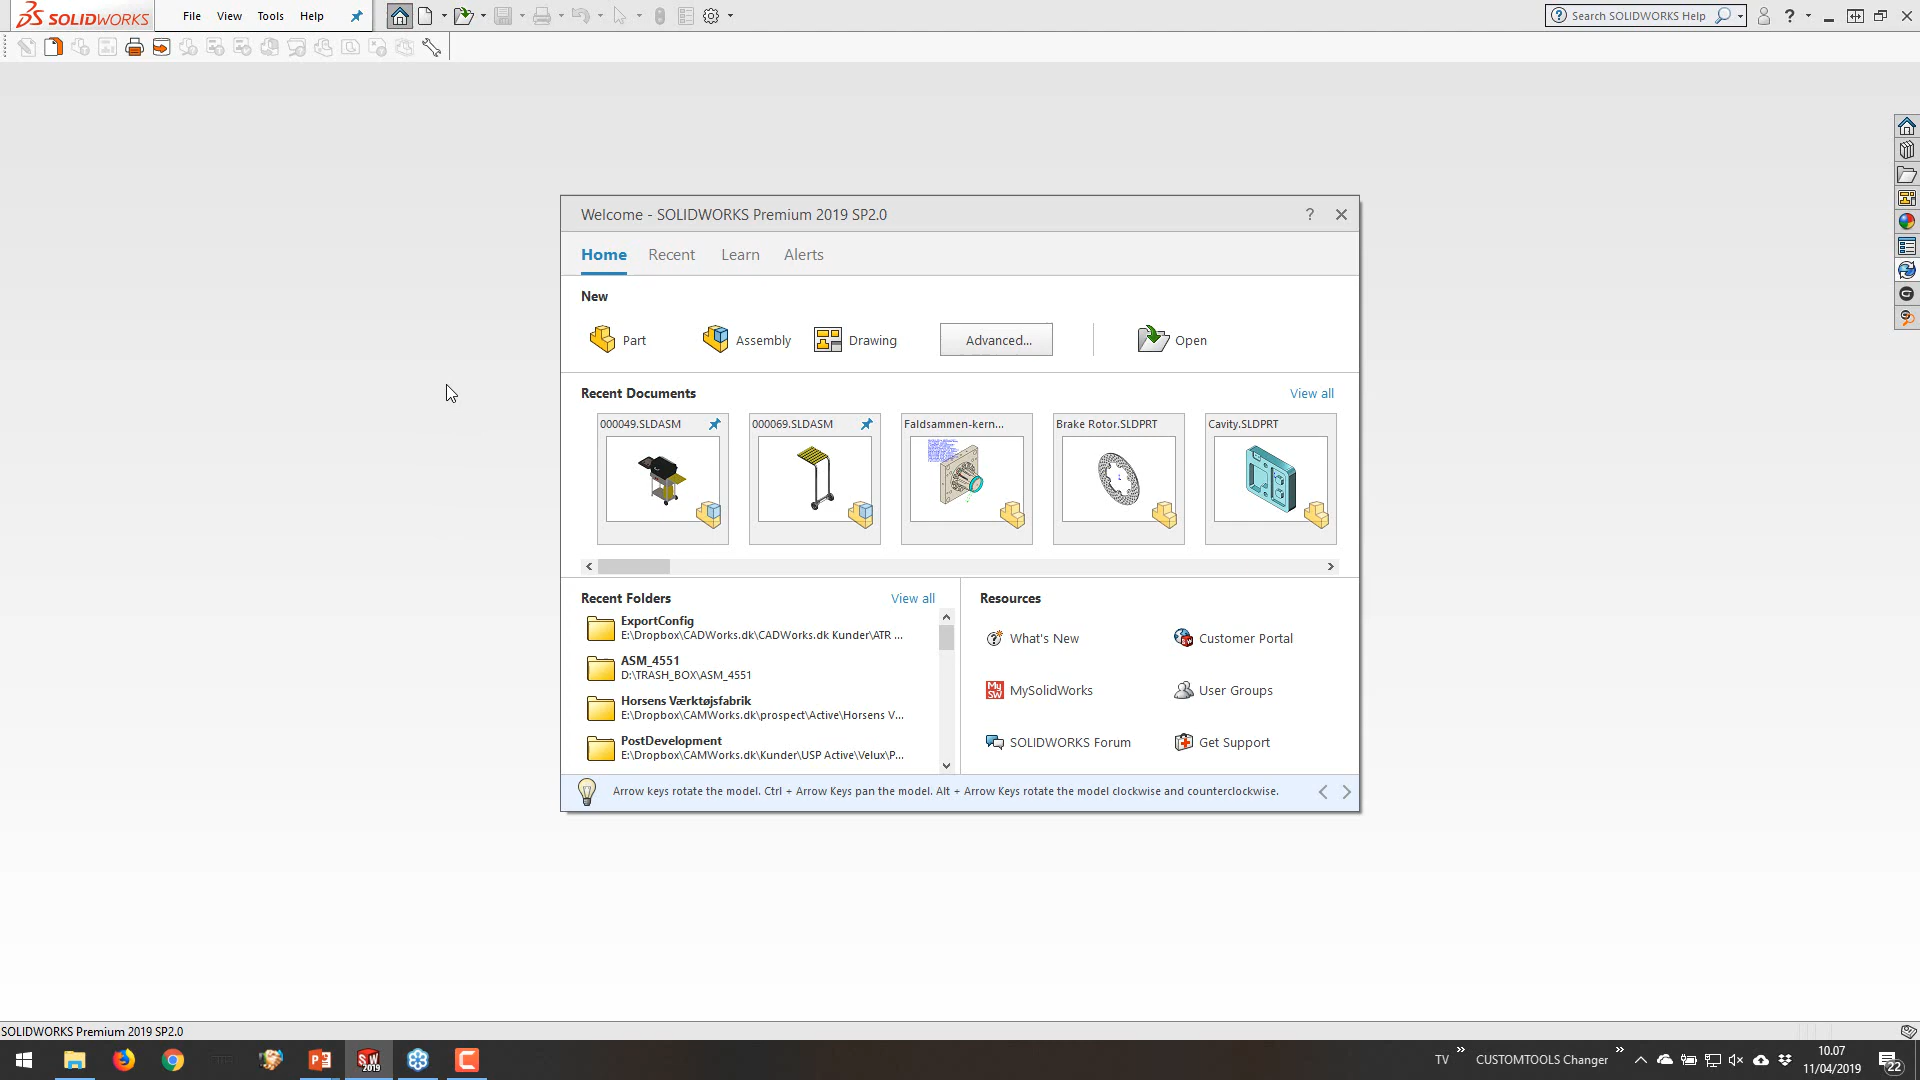 SOLIDWORKS
File View Tools Help
Search SOLIDWORKS Help
Welcome - SOLIDWORKS Premium 2019 SP2.0
Home Recent Learn Alerts
New
Part Assembly Drawing Advanced... Open
Recent Documents View all
000049.SLDASM 000069.SLDASM Faldsammen-kern... Brake Rotor.SLDPRT Cavity.SLDPRT
Recent Folders View all
ExportConfig
E:\Dropbox\CADWorks.dk\CADWorks.dk Kunder\ATR ...
ASM_4551
D:\TRASH_BOX\ASM_4551
Horsens Værktøjsfabrik
E:\Dropbox\CAMWorks.dk\prospect\Active\Horsens V...
PostDevelopment
E:\Dropbox\CAMWorks.dk\Kunder\USP Active\Velux\P...
Resources
What's New Customer Portal
MySolidWorks User Groups
SOLIDWORKS Forum Get Support
Arrow keys rotate the model. Ctrl + Arrow Keys pan the model. Alt + Arrow Keys rotate the model clockwise and counterclockwise.
SOLIDWORKS Premium 2019 SP2.0
TV CUSTOMTOOLS Changer
10.07
11/04/2019
22